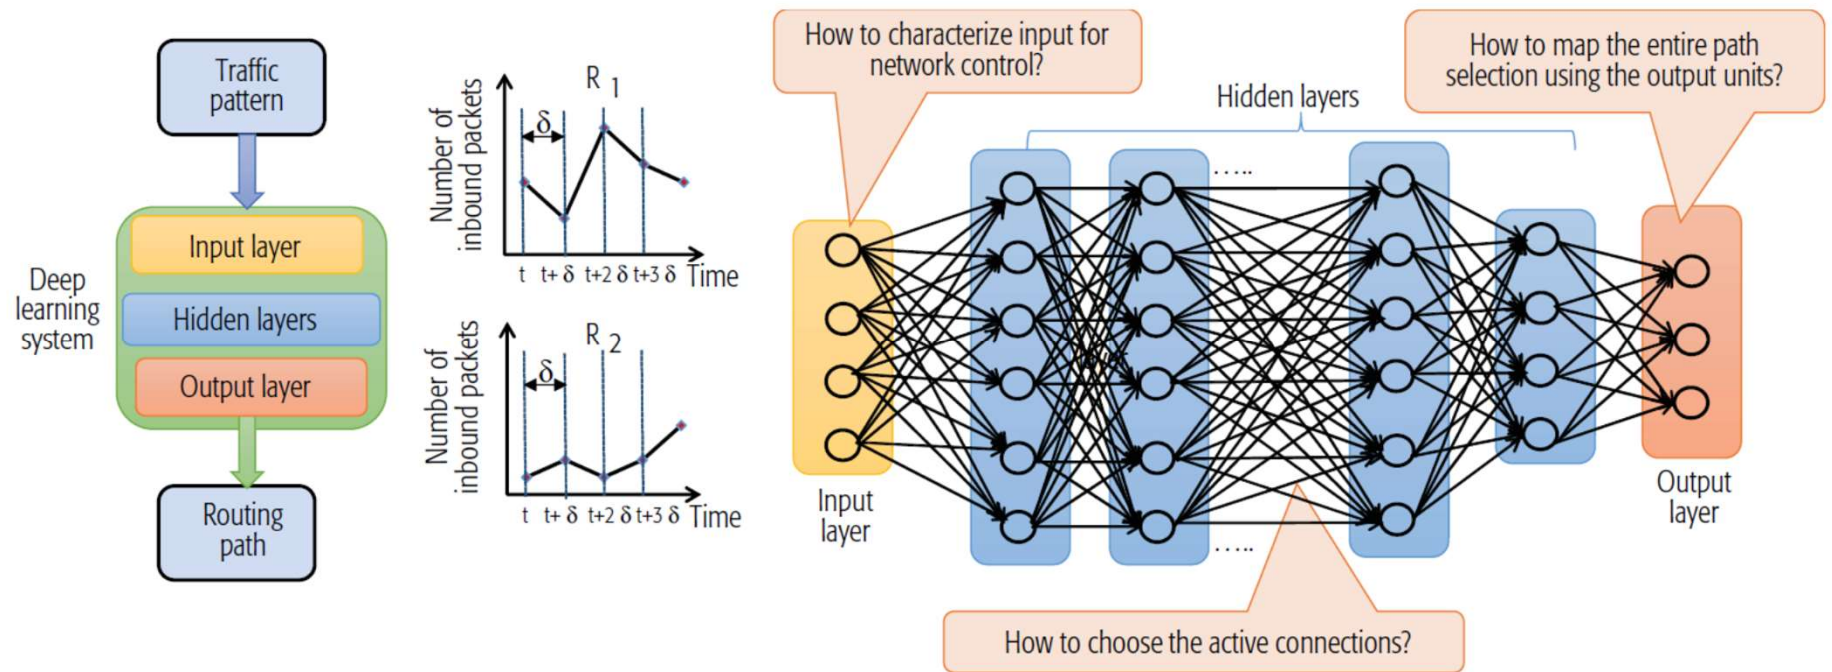 Traffic
pattern
Deep
learning
system
Input layer
Hidden layers
Output layer
Routing
path
Number of
inbound packets
R 1
δ
t t+ δ t+2 δ t+3 δ Time
Number of
inbound packets
R 2
δ
t t+ δ t+2 δ t+3 δ Time
How to characterize input for
network control?
Hidden layers
How to map the entire path
selection using the output units?
.....
Input
layer
.....
Output
layer
How to choose the active connections?